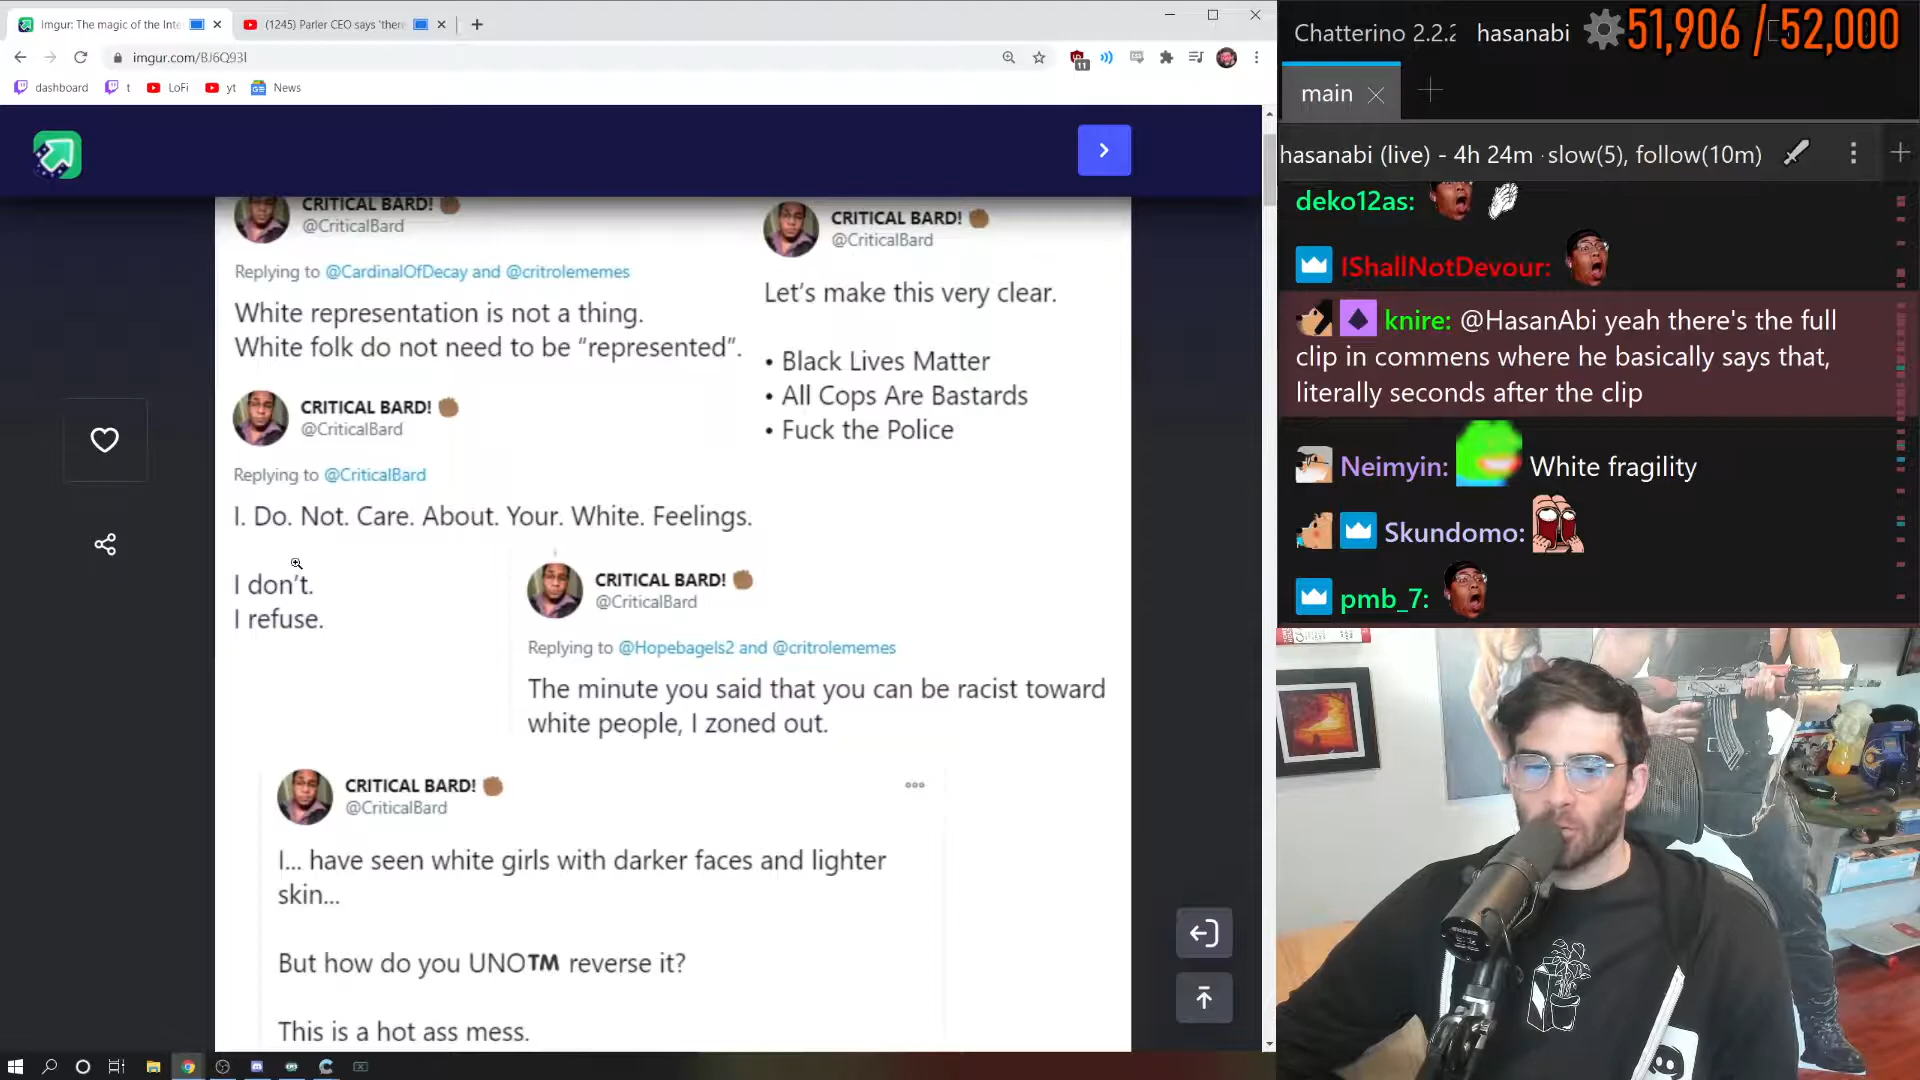 Imgur: The magic of the Inte
(1245) Parler CEO says 'there
imgur.com/BJ6Q93l
11
dashboard
t
LoFi
yt
News
CRITICAL BARD!
@CriticalBard
Replying to @CardinalOfDecay and @critrolememes
White representation is not a thing.
White folk do not need to be “represented”.
CRITICAL BARD!
@CriticalBard
Let’s make this very clear.
• Black Lives Matter
• All Cops Are Bastards
• Fuck the Police
CRITICAL BARD!
@CriticalBard
Replying to @CriticalBard
I. Do. Not. Care. About. Your. White. Feelings.
I don’t.
I refuse.
CRITICAL BARD!
@CriticalBard
Replying to @Hopebagels2 and @critrolememes
The minute you said that you can be racist toward
white people, I zoned out.
CRITICAL BARD!
@CriticalBard
I... have seen white girls with darker faces and lighter
skin...
But how do you UNO™ reverse it?
This is a hot ass mess.
Chatterino 2.2.2
hasanabi
51,906 / 52,000
main
hasanabi (live) - 4h 24m · slow(5), follow(10m)
deko12as:
IShallNotDevour:
knire: @HasanAbi yeah there's the full
clip in commens where he basically says that,
literally seconds after the clip
Neimyin: White fragility
Skundomo:
pmb_7: